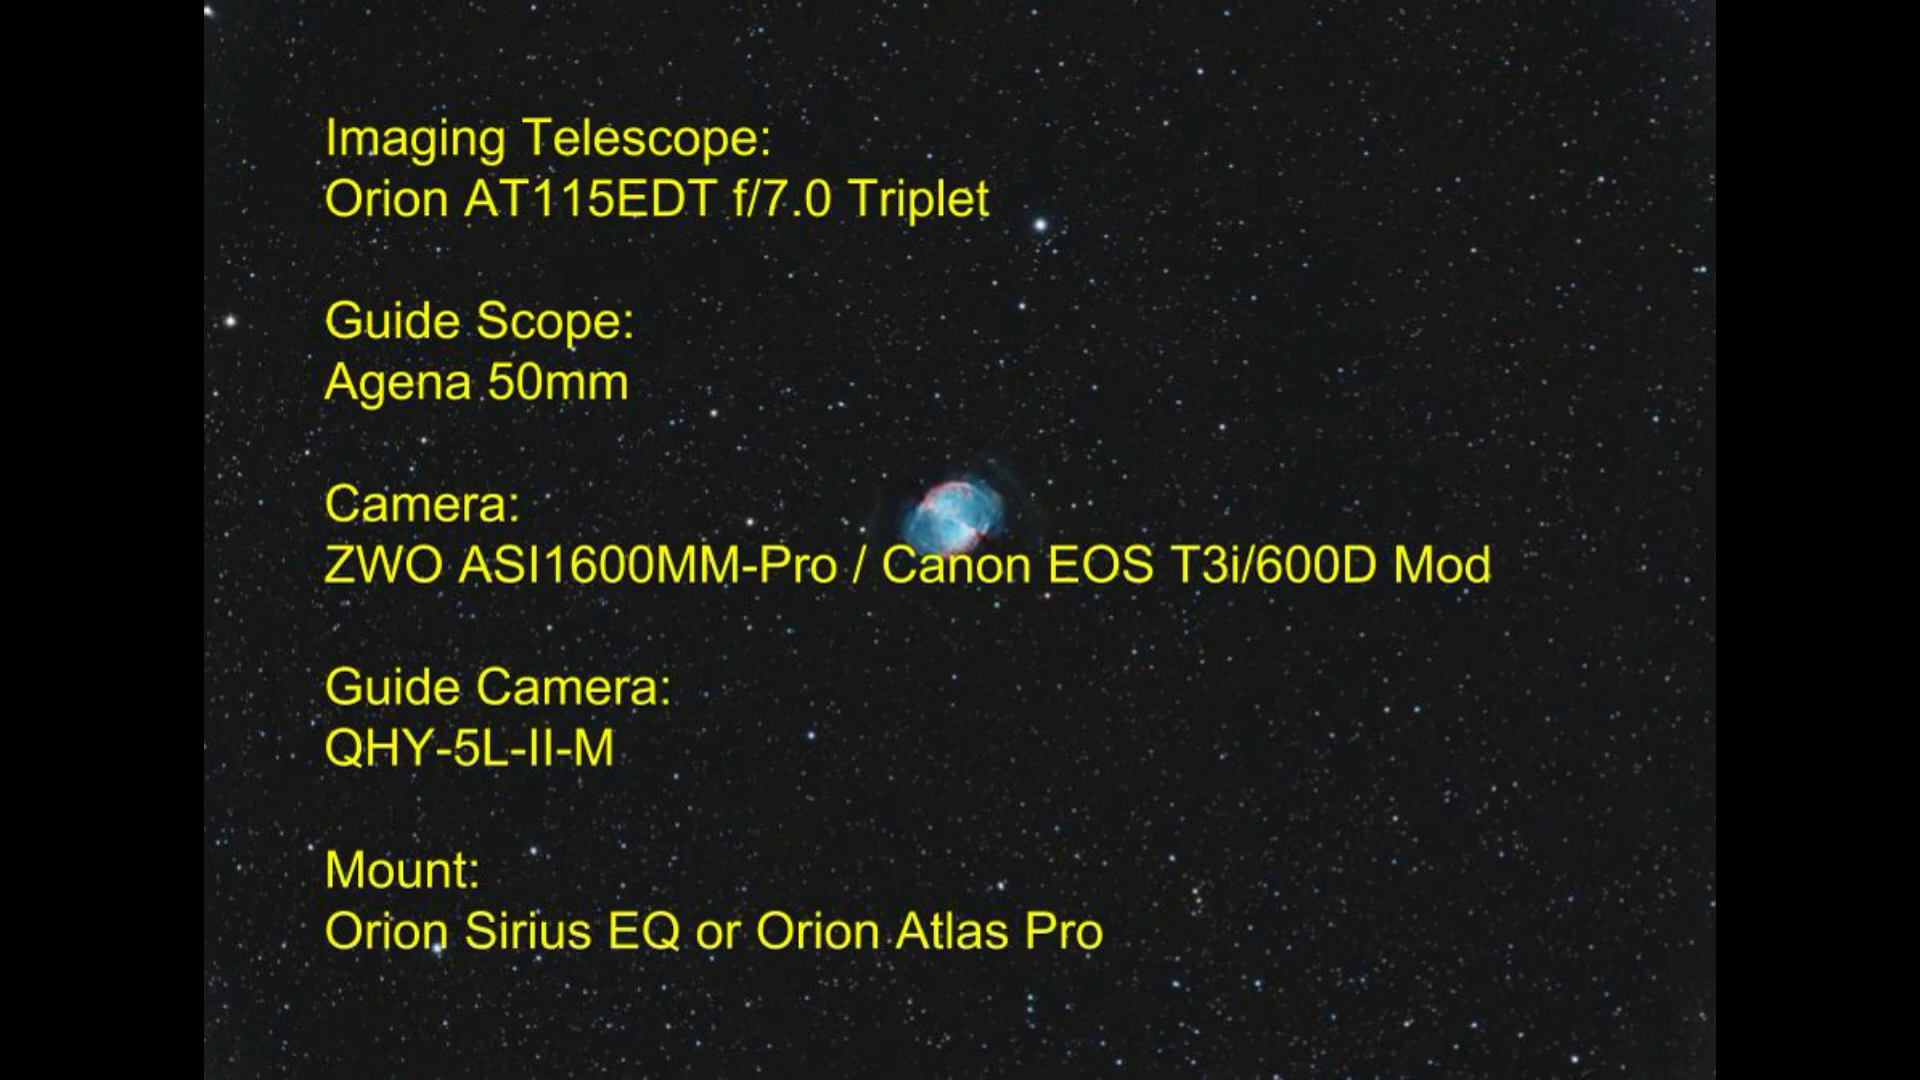 Imaging Telescope:
Orion AT115EDT f/7.0 Triplet
Guide Scope:
Agena 50mm
Camera:
ZWO ASI1600MM-Pro / Canon EOS T3i/600D Mod
Guide Camera:
QHY-5L-II-M
Mount:
Orion Sirius EQ or Orion Atlas Pro